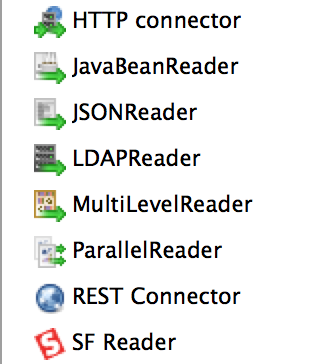 HTTP connector
JavaBeanReader
JSONReader
LDAPReader
MultiLevelReader
ParallelReader
REST Connector
SF Reader